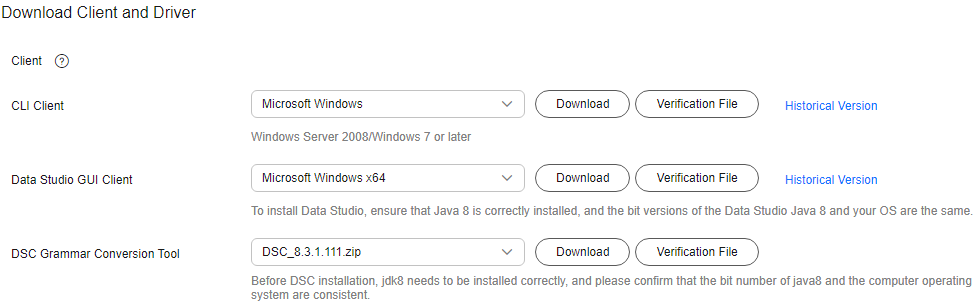 Download Client and Driver
Client ?
CLI Client Microsoft Windows Download Verification File Historical Version
Windows Server 2008/Windows 7 or later
Data Studio GUI Client Microsoft Windows x64 Download Verification File Historical Version
To install Data Studio, ensure that Java 8 is correctly installed, and the bit versions of the Data Studio Java 8 and your OS are the same.
DSC Grammar Conversion Tool DSC_8.3.1.111.zip Download Verification File
Before DSC installation, jdk8 needs to be installed correctly, and please confirm that the bit number of java8 and the computer operating
system are consistent.